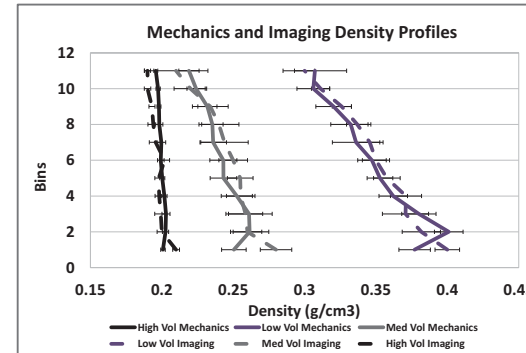 Mechanics and Imaging Density Profiles
12
10
8
6
4
2
0
Bins
0.15 0.2 0.25 0.3 0.35 0.4 0.4
Density (g/cm3)
High Vol Mechanics Low Vol Mechanics Med Vol Mechanics
Low Vol Imaging Med Vol Imaging High Vol Imaging